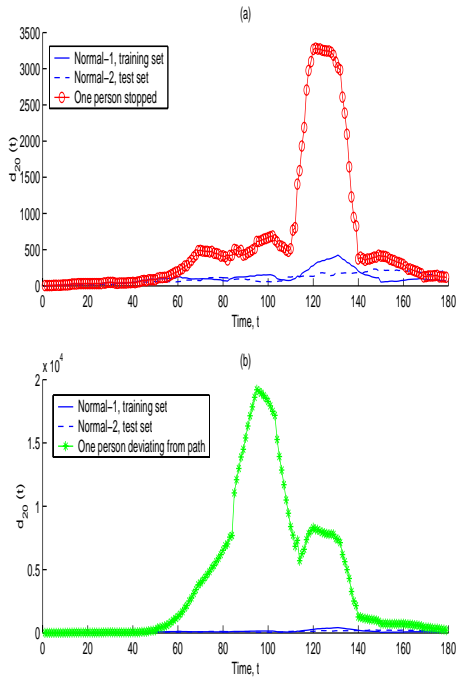 (a)
3500
3000
2500
2000
1500
1000
500
0
d20 (t)
Normal-1, training set
Normal-2, test set
One person stopped
0 20 40 60 80 100 120 140 160 180
Time, t
(b)
x 10^4
2
1.5
1
0.5
0
d20 (t)
Normal-1, training set
Normal-2, test set
One person deviating from path
0 20 40 60 80 100 120 140 160 180
Time, t